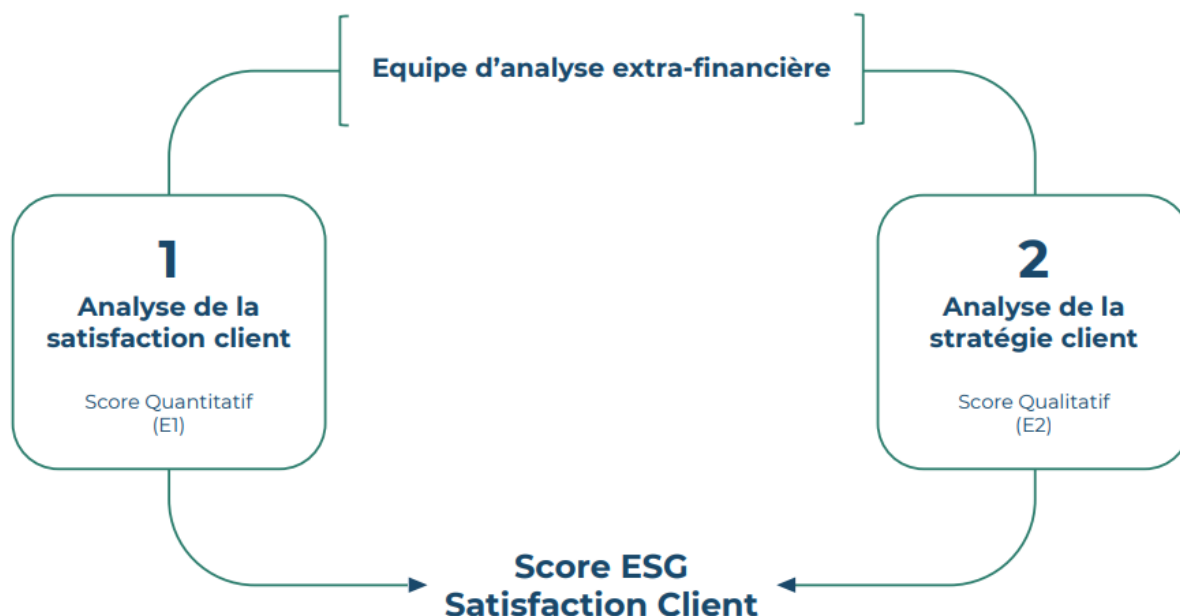 Equipe d’analyse extra-financière
1
Analyse de la
satisfaction client
Score Quantitatif
(E1)
2
Analyse de la
stratégie client
Score Qualitatif
(E2)
Score ESG
Satisfaction Client